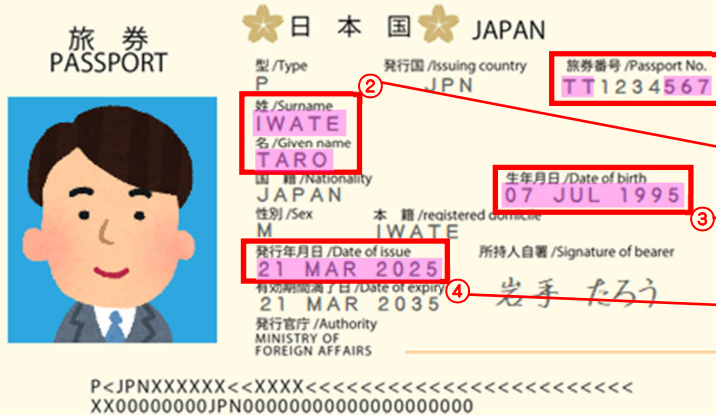 日本国 JAPAN
旅券
PASSPORT
型/Type 発行国/Issuing country 旅券番号/Passport No.
P JPN TT1234567
②
姓/Surname
IWATE
名/Given name
TARO
国籍/Nationality 生年月日/Date of birth
JAPAN 07 JUL 1995
③
性別/Sex 本籍/registered domicile
M IWATE
発行年月日/Date of issue 所持人自署/Signature of bearer
21 MAR 2025
有効期間満了日/Date of expiry ④
21 MAR 2035 岩手 たろう
発行官庁/Authority
MINISTRY OF
FOREIGN AFFAIRS
P<JPNXXXXXX<<XXXX<<<<<<<<<<<<<<<<<<<<<<<<<<
XX00000000JPN00000000000000000000000